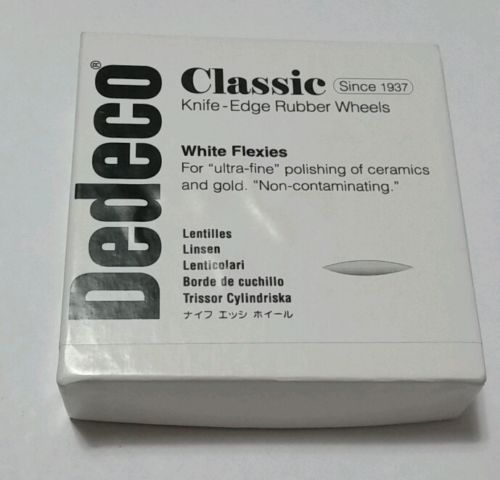 Dedeco®
Classic Since 1937
Knife-Edge Rubber Wheels
White Flexies
For "ultra-fine" polishing of ceramics
and gold. "Non-contaminating."
Lentilles
Linsen
Lenticolari
Borde de cuchillo
Trissor Cylindriska
ナイフ エッジ ホイール